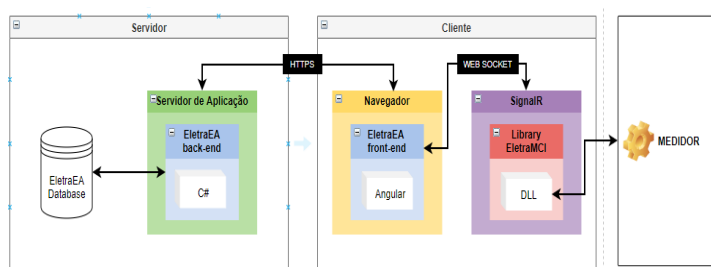 Servidor
Cliente
HTTPS
WEB SOCKET
Servidor de Aplicação
Navegador
SignalR
EletraEA
back-end
EletraEA
front-end
Library
EletraMCI
MEDIDOR
EletraEA
Database
C#
Angular
DLL